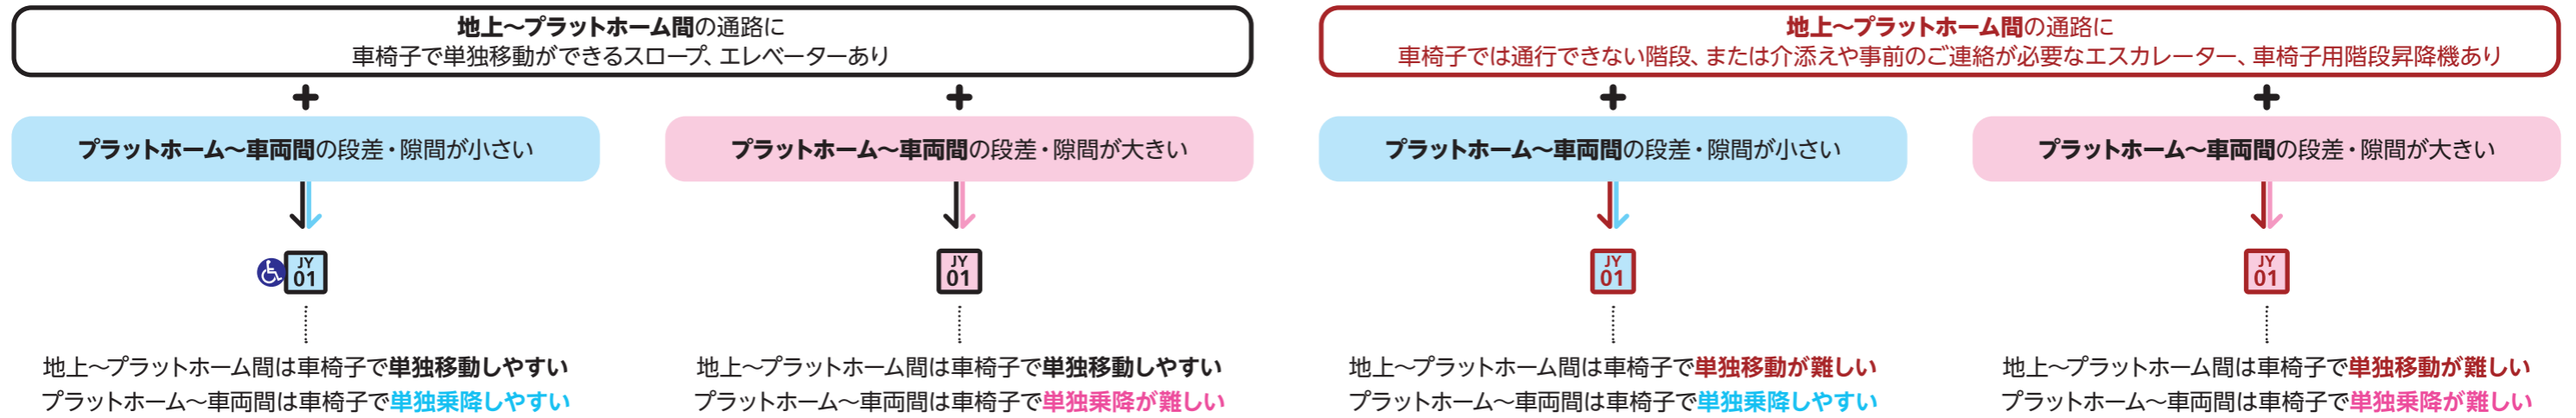 地上〜プラットホーム間の通路に
車椅子で単独移動ができるスロープ、エレベーターあり
地上〜プラットホーム間の通路に
車椅子では通行できない階段、または介添えや事前のご連絡が必要なエスカレーター、車椅子用階段昇降機あり
+
+
+
+
プラットホーム〜車両間の段差・隙間が小さい
プラットホーム〜車両間の段差・隙間が大きい
プラットホーム〜車両間の段差・隙間が小さい
プラットホーム〜車両間の段差・隙間が大きい
JY
01
JY
01
JY
01
JY
01
地上〜プラットホーム間は車椅子で単独移動しやすい
プラットホーム〜車両間は車椅子で単独乗降しやすい
地上〜プラットホーム間は車椅子で単独移動しやすい
プラットホーム〜車両間は車椅子で単独乗降が難しい
地上〜プラットホーム間は車椅子で単独移動が難しい
プラットホーム〜車両間は車椅子で単独乗降しやすい
地上〜プラットホーム間は車椅子で単独移動が難しい
プラットホーム〜車両間は車椅子で単独乗降が難しい